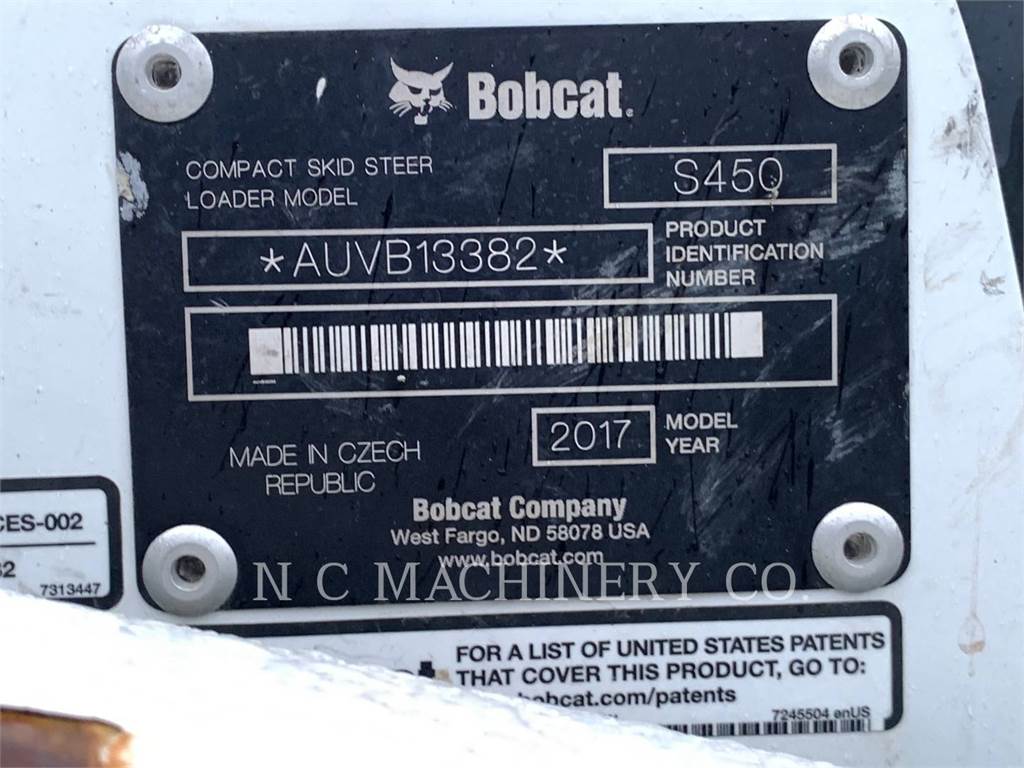 Bobcat.
COMPACT SKID STEER
LOADER MODEL
S450
*AUVB13382*
PRODUCT
IDENTIFICATION
NUMBER
2017
MODEL
YEAR
MADE IN CZECH
REPUBLIC
Bobcat Company
West Fargo, ND 58078 USA
www.bobcat.com
N C MACHINERY CO.
CES-002
7313447
FOR A LIST OF UNITED STATES PATENTS
THAT COVER THIS PRODUCT, GO TO:
bobcat.com/patents
7245504 enUS